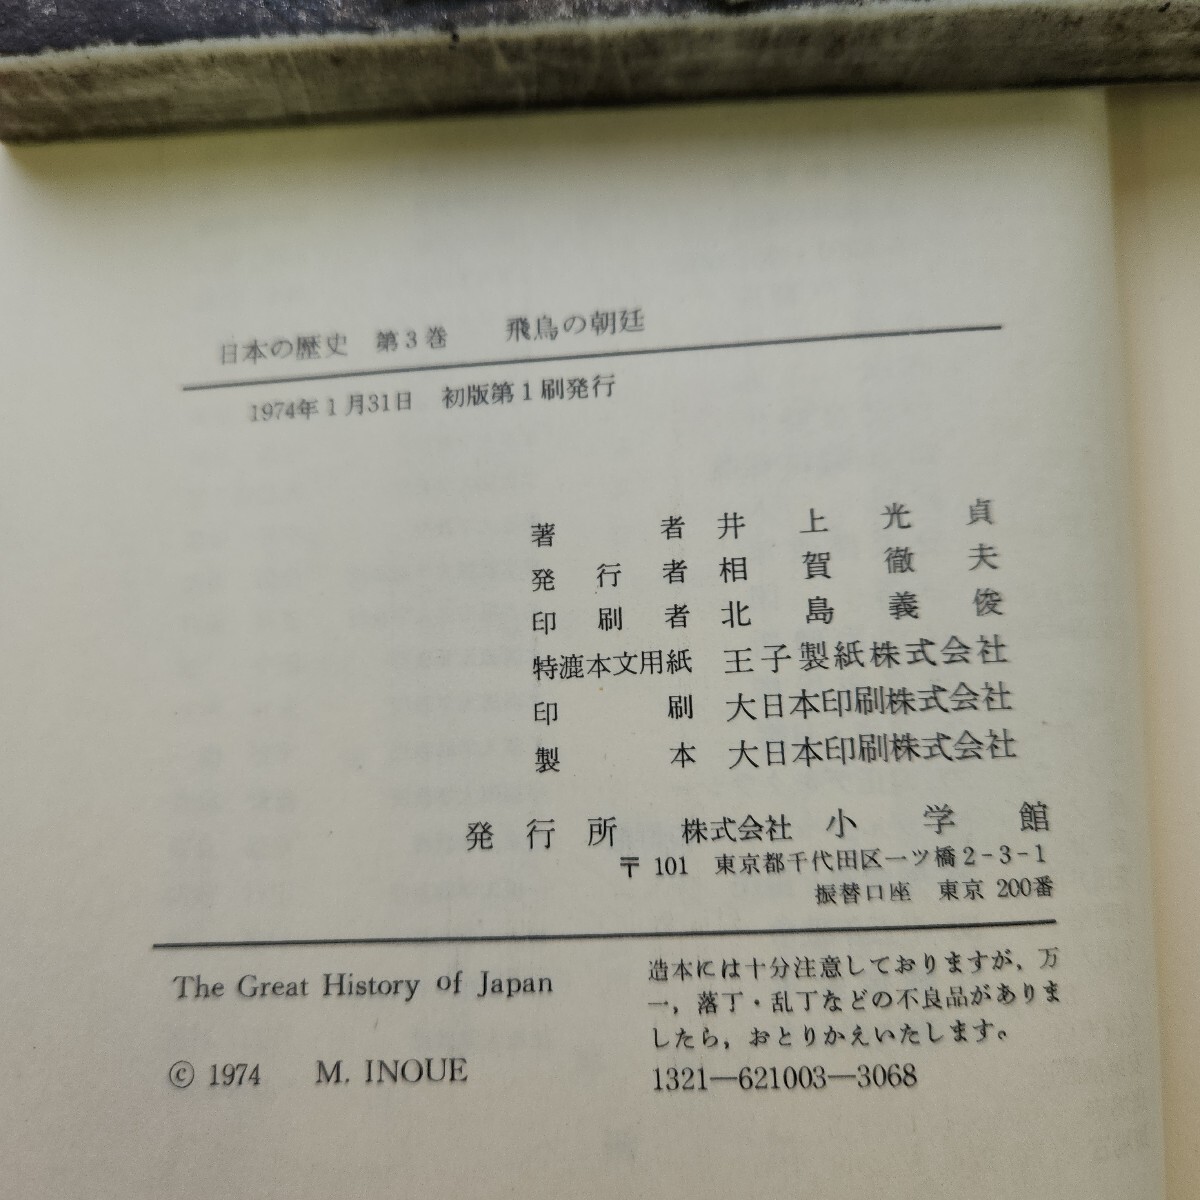 日本の歴史 第3巻 飛鳥の朝廷
1974年1月31日 初版第1刷発行
著者 井上光貞
発行者 相賀徹夫
印刷者 北島義俊
特漉本文用紙 王子製紙株式会社
印刷 大日本印刷株式会社
製本 大日本印刷株式会社
発行所 株式会社 小学館
〒101 東京都千代田区一ツ橋2-3-1
振替口座 東京 200番
The Great History of Japan
© 1974 M. INOUE
造本には十分注意しておりますが、万
一，落丁・乱丁などの不良品がありま
したら，おとりかえいたします。
1321—621003—3068